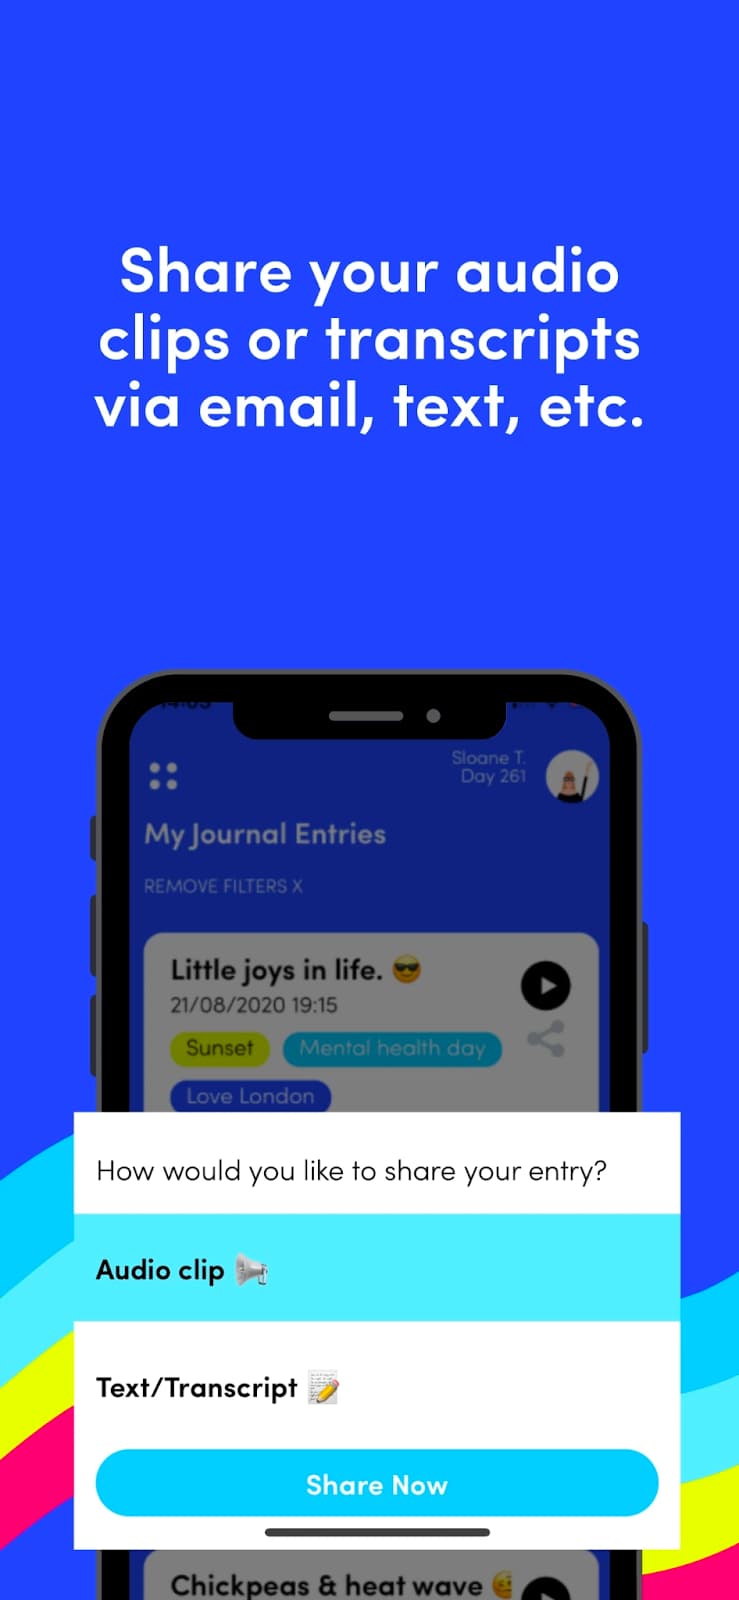 Share your audio
clips or transcripts
via email, text, etc.
Sloane T.
Day 261
My Journal Entries
REMOVE FILTERS X
Little joys in life. 😎
21/08/2020 19:15
Sunset
Mental health day
Love London
How would you like to share your entry?
Audio clip 📢
Text/Transcript 📝
Share Now
Chickpeas & heat wave